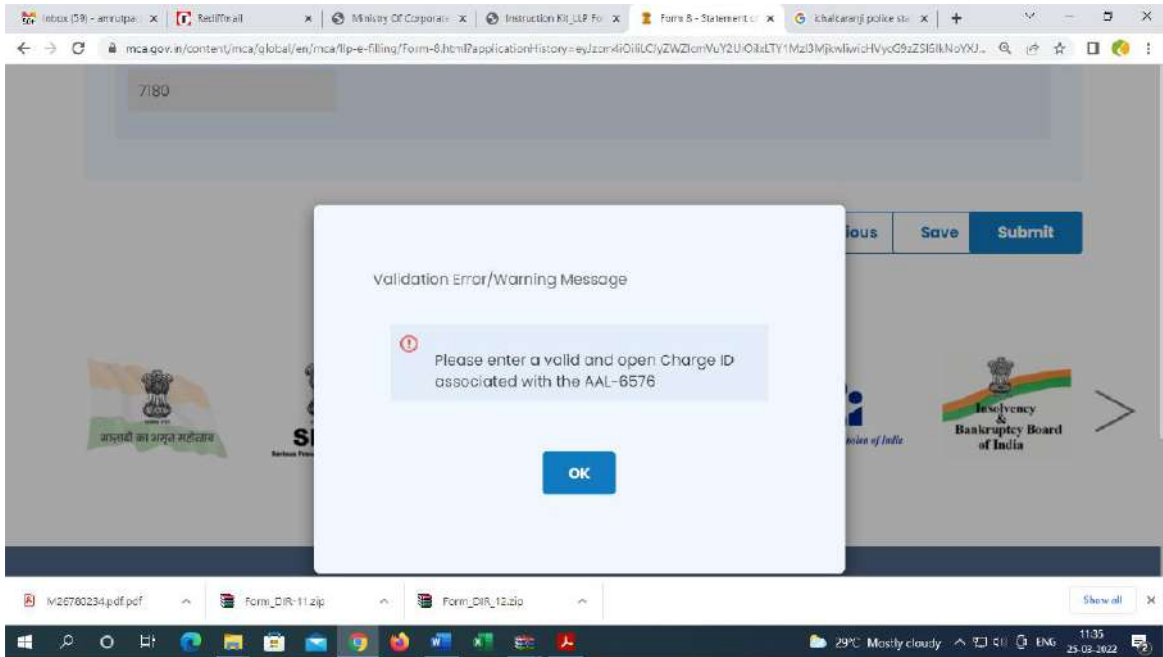 Inbox (59) - amrutpa
Rediffmail
Ministry Of Corporate
Instruction Kit_LLP Fo
Form 8 - Statement of
ichalcaranji police sta
mca.gov.in/content/mca/global/en/mca/llp-e-filling/Form-8.html?applicationHistory=
7180
ious
Save
Submit
Validation Error/Warning Message
Please enter a valid and open Charge ID
associated with the AAL-6576
OK
आज़ादी का अमृत महोत्सव
Insolvency
&
Bankruptcy Board
of India
of India
M26780234.pdf.pdf
Form_DIR-11.zip
Form_DIR_12.zip
Show all
29°C Mostly cloudy
ENG
11:35
25-03-2022